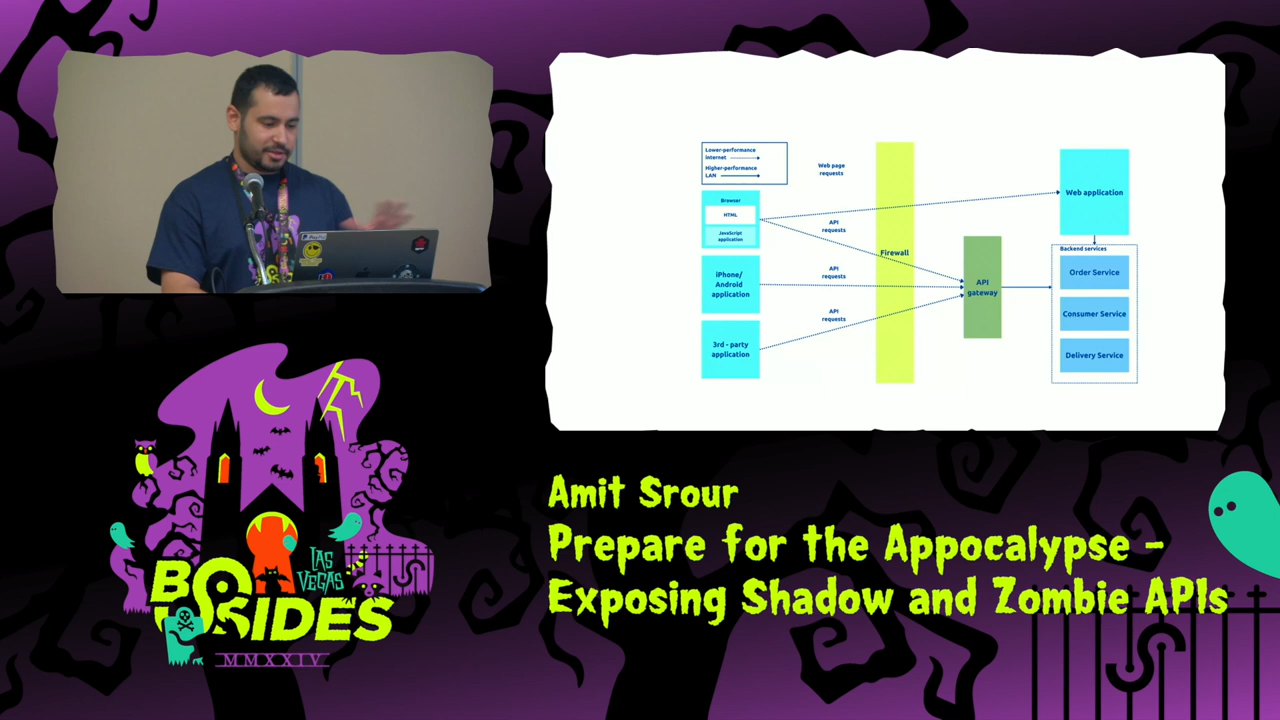 Lower-performance
internet
Higher-performance
LAN
Web page
requests
Browser
HTML
JavaScript
application
API
requests
iPhone/
Android
application
API
requests
3rd - party
application
API
requests
Firewall
API
gateway
Web application
Backend services
Order Service
Consumer Service
Delivery Service
Amit Srour
Prepare for the Appocalypse -
Exposing Shadow and Zombie APIs
LAS
VEGAS
BSIDES
MMXXIV